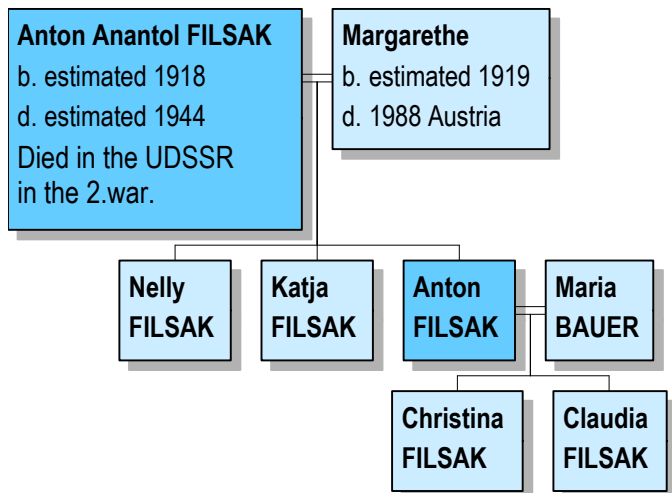 Anton Anantol FILSAK
b. estimated 1918
d. estimated 1944
Died in the UDSSR
in the 2.war.
Margarethe
b. estimated 1919
d. 1988 Austria
Nelly
FILSAK
Katja
FILSAK
Anton
FILSAK
Maria
BAUER
Christina
FILSAK
Claudia
FILSAK